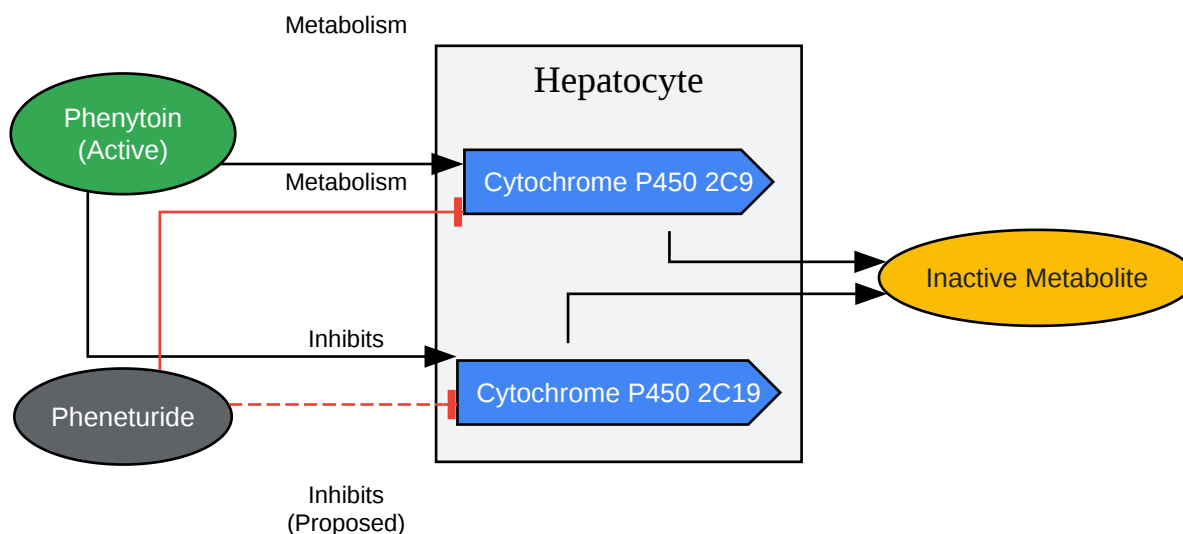 Metabolism
Hepatocyte
Phenytoin
(Active)
Metabolism
Cytochrome P450 2C9
Inactive Metabolite
Inhibits
Cytochrome P450 2C19
Pheneturide
Inhibits
(Proposed)